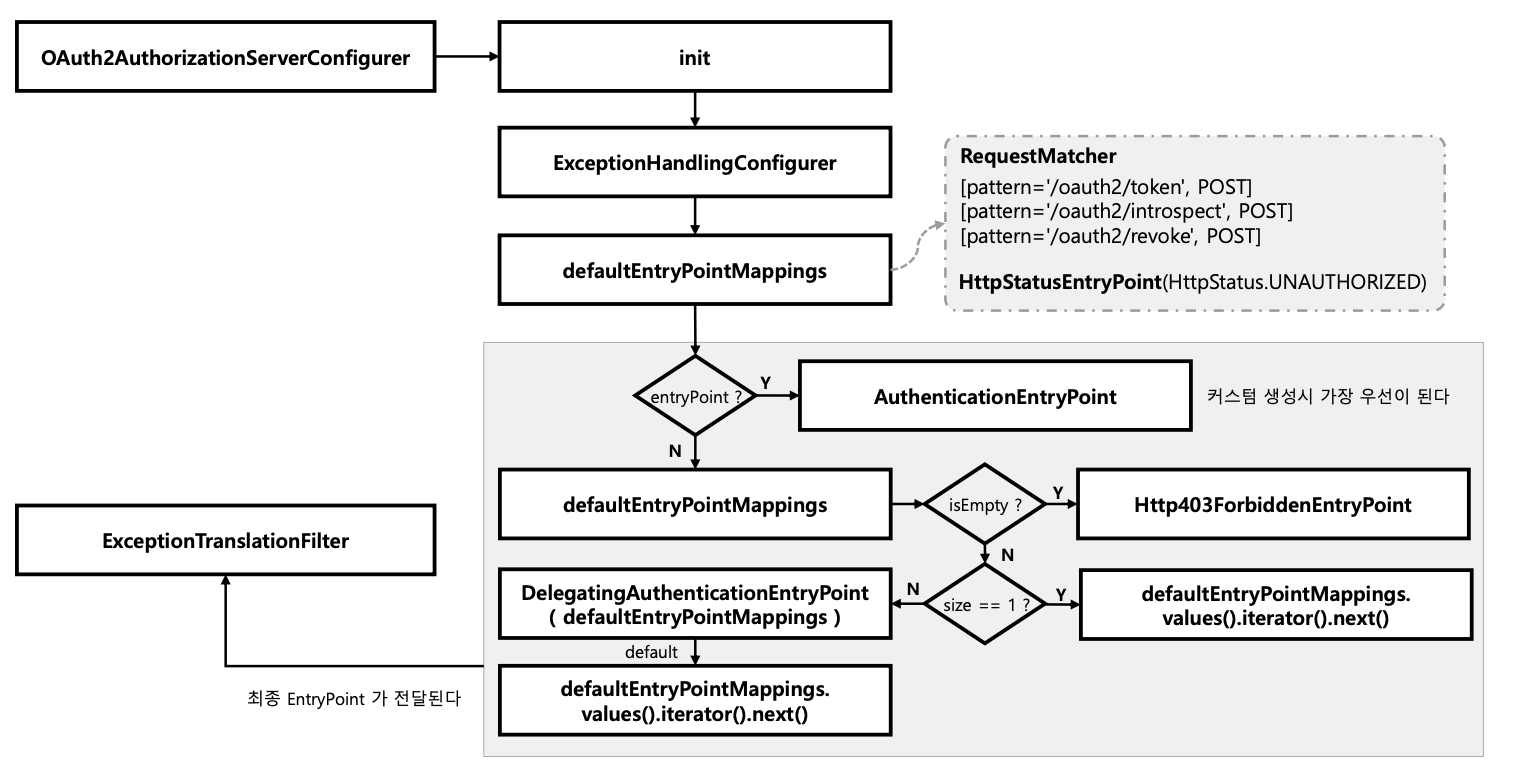 OAuth2AuthorizationServerConfigurer
init
ExceptionHandlingConfigurer
RequestMatcher
[pattern='/oauth2/token', POST]
[pattern='/oauth2/introspect', POST]
[pattern='/oauth2/revoke', POST]
HttpStatusEntryPoint(HttpStatus.UNAUTHORIZED)
defaultEntryPointMappings
entryPoint ?
Y
AuthenticationEntryPoint
커스텀 생성시 가장 우선이 된다
N
defaultEntryPointMappings
isEmpty ?
Y
Http403ForbiddenEntryPoint
N
ExceptionTranslationFilter
DelegatingAuthenticationEntryPoint
( defaultEntryPointMappings )
N
size == 1 ?
Y
defaultEntryPointMappings.
values().iterator().next()
default
defaultEntryPointMappings.
values().iterator().next()
최종 EntryPoint 가 전달된다